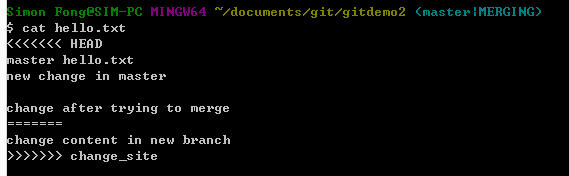 Simon Pong@SIM-PC MINGW64 ~/documents/git/gitdemo2 (master|MERGING)
$ cat hello.txt
<<<<<<< HEAD
master hello.txt
new change in master
change after trying to merge
=======
change content in new branch
>>>>>>> change_site